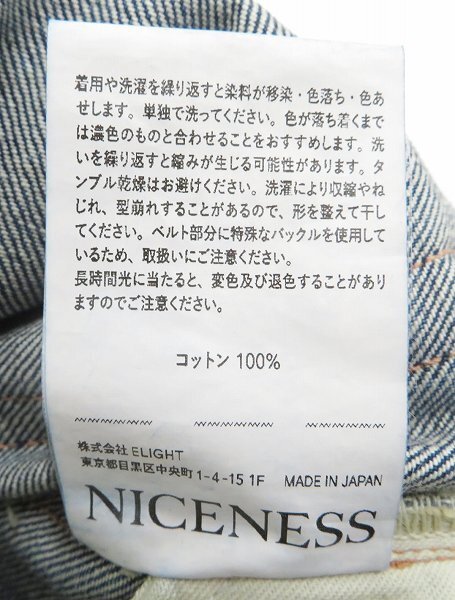 着用や洗濯を繰り返すと染料が移染・色落ち・色あ
せします。単独で洗ってください。色が落ち着くまで
は濃色のものと合わせることをおすすめします。洗
いを繰り返すと縮みが生じる可能性があります。タ
ンブル乾燥はお避けください。洗濯により収縮やね
じれ、型崩れすることがあるので、形を整えて干し
てください。ベルト部分に特殊なバックルを使用して
いるため、取扱いにご注意ください。
長時間光に当たると、変色及び退色することがあり
ますのでご注意ください。
コットン 100%
株式会社 ELIGHT
東京都目黒区中央町 1-4-15 1F MADE IN JAPAN
NICENESS